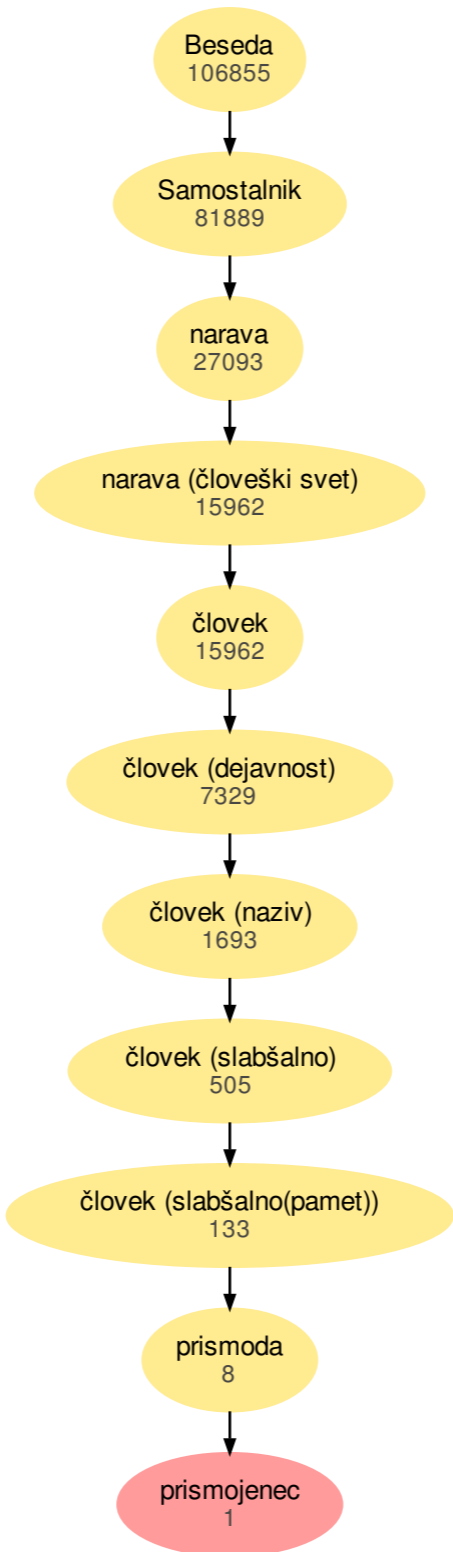 Beseda
106855
Samostalnik
81889
narava
27093
narava (človeški svet)
15962
človek
15962
človek (dejavnost)
7329
človek (naziv)
1693
človek (slabšalno)
505
človek (slabšalno(pamet))
133
prismoda
8
prismojenec
1